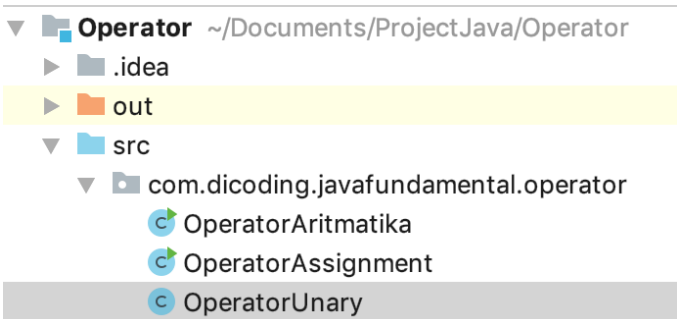 Operator ~/Documents/ProjectJava/Operator
.idea
out
src
com.dicoding.javafundamental.operator
C OperatorAritmatika
C OperatorAssignment
C OperatorUnary